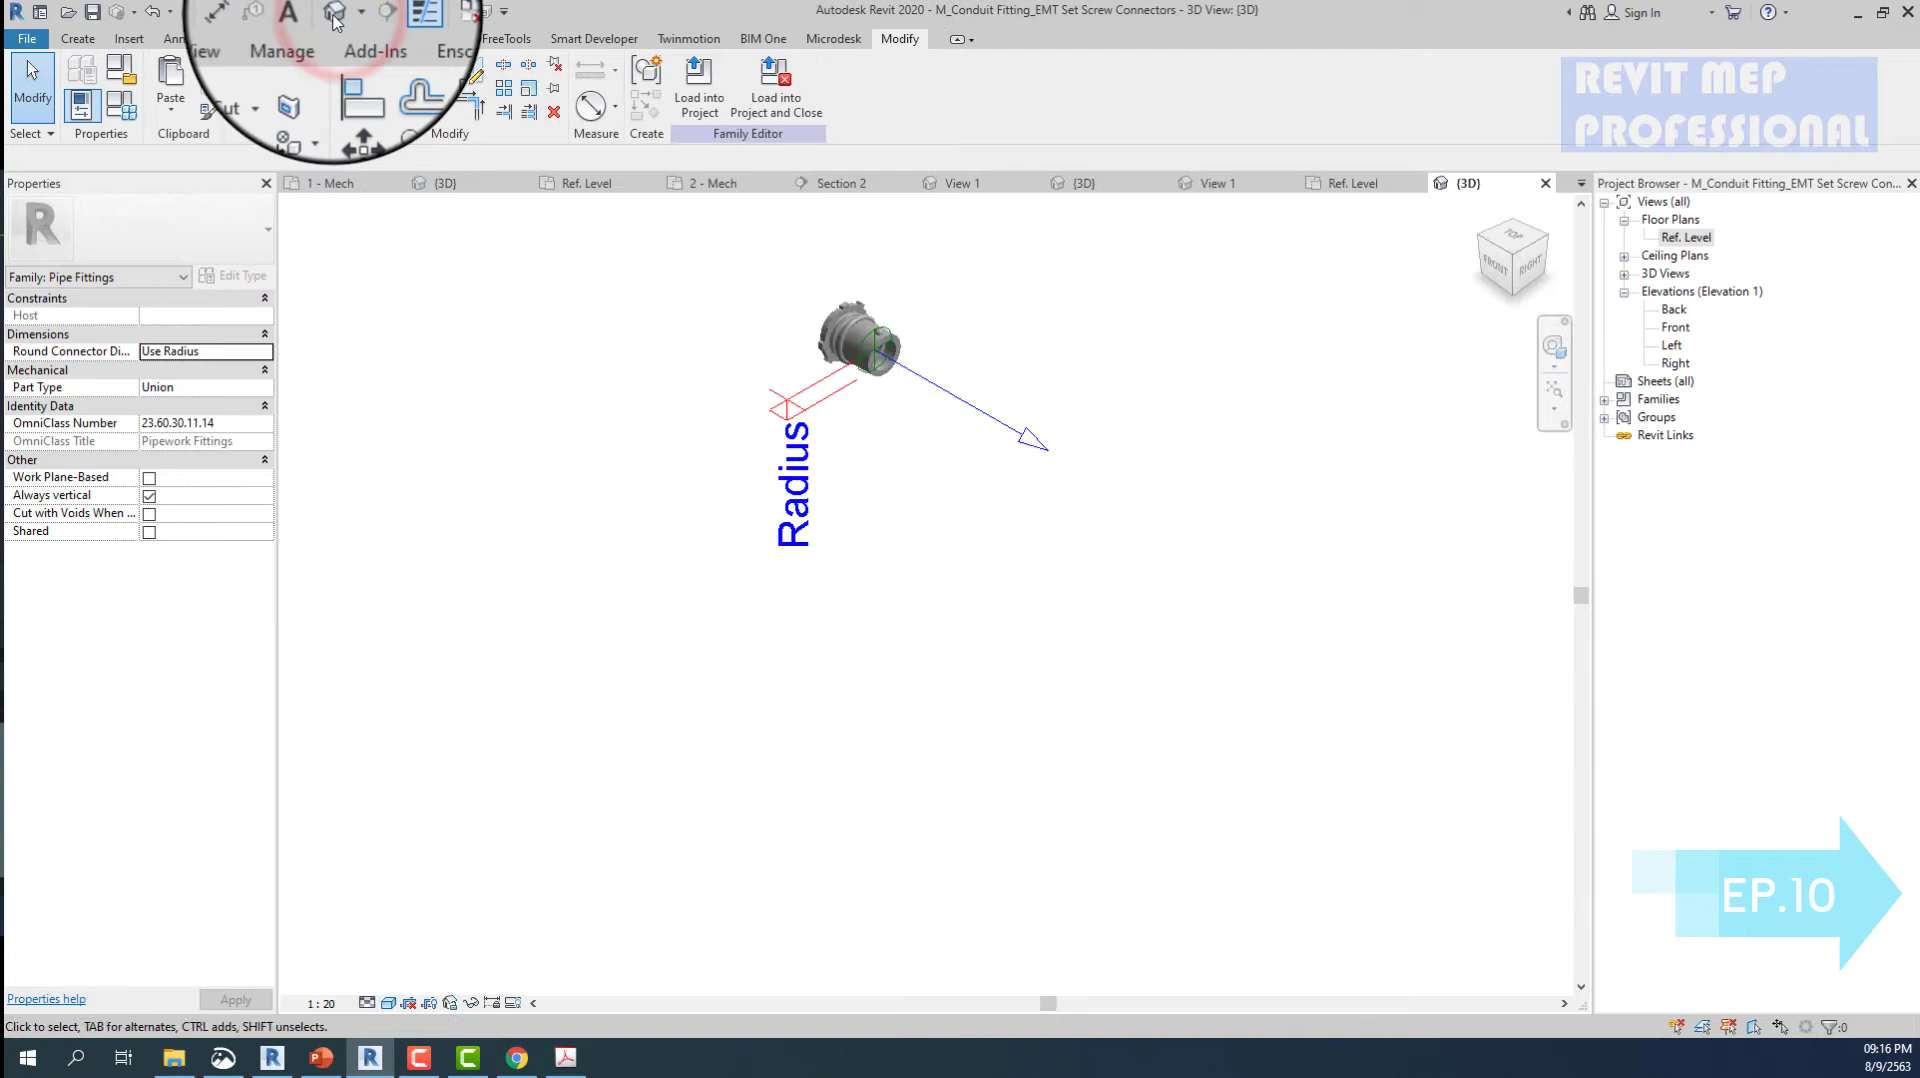 Autodesk Revit 2020 - M_Conduit Fitting_EMT Set Screw Connectors - 3D View: {3D}
Sign In
File
Create
Insert
Ann
View
Manage
Add-Ins
Ensc
FreeTools
Smart Developer
Twinmotion
BIM One
Microdesk
Modify
Modify
Paste
Cut
Load into
Project
Load into
Project and Close
Select
Properties
Clipboard
Modify
Measure
Create
Family Editor
REVIT MEP
PROFESSIONAL
Properties
1 - Mech
{3D}
Ref. Level
2 - Mech
Section 2
View 1
{3D}
View 1
Ref. Level
{3D}
Project Browser - M_Conduit Fitting_EMT Set Screw Con...
R
Family: Pipe Fittings
Edit Type
Constraints
Host
Dimensions
Round Connector Di... Use Radius
Mechanical
Part Type Union
Identity Data
OmniClass Number 23.60.30.11.14
OmniClass Title Pipework Fittings
Other
Work Plane-Based
Always vertical
Cut with Voids When ...
Shared
Radius
TOP
FRONT
RIGHT
Views (all)
Floor Plans
Ref. Level
Ceiling Plans
3D Views
Elevations (Elevation 1)
Back
Front
Left
Right
Sheets (all)
Families
Groups
Revit Links
EP.10
Properties help
Apply
1 : 20
Click to select, TAB for alternates, CTRL adds, SHIFT unselects.
:0
09:16 PM
8/9/2563